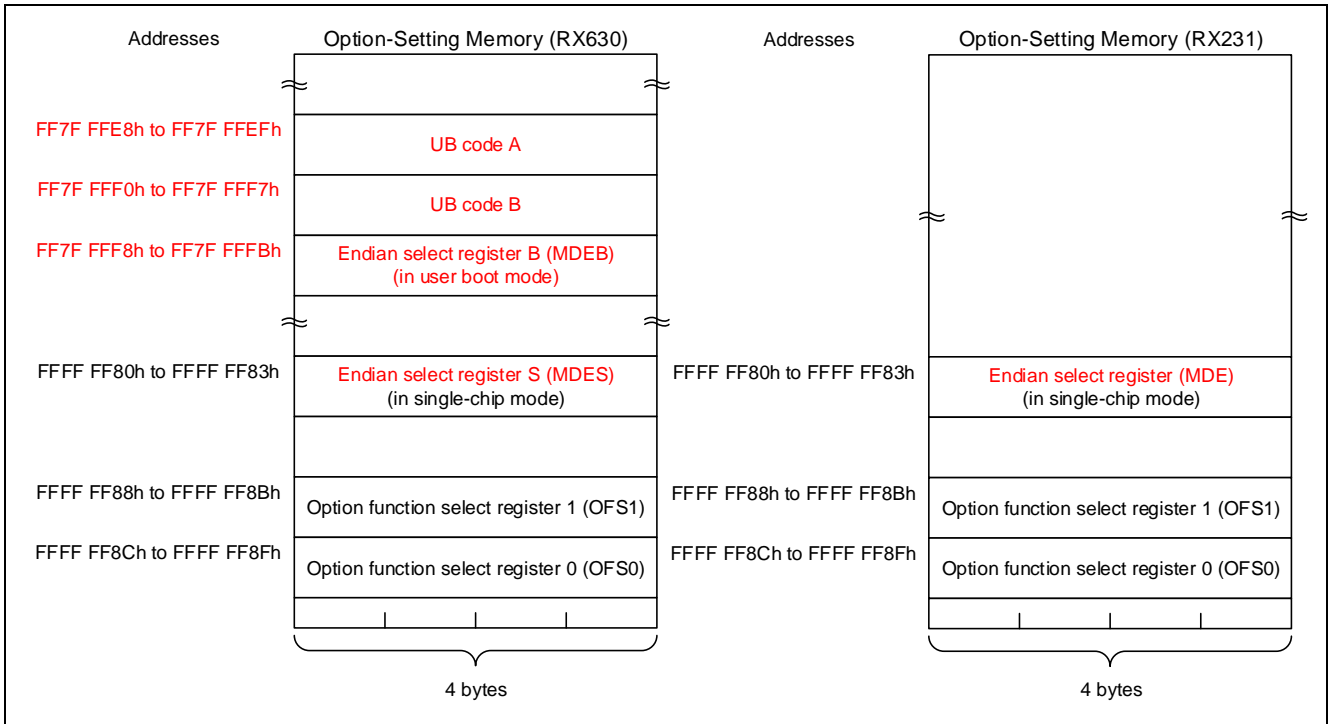 Addresses
Option-Setting Memory (RX630)
Addresses
Option-Setting Memory (RX231)
FF7F FFE8h to FF7F FFEFh
UB code A
FF7F FFF0h to FF7F FFF7h
UB code B
FF7F FFF8h to FF7F FFFBh
Endian select register B (MDEB)
(in user boot mode)
FFFF FF80h to FFFF FF83h
Endian select register S (MDES)
(in single-chip mode)
FFFF FF80h to FFFF FF83h
Endian select register (MDE)
(in single-chip mode)
FFFF FF88h to FFFF FF8Bh
Option function select register 1 (OFS1)
FFFF FF88h to FFFF FF8Bh
Option function select register 1 (OFS1)
FFFF FF8Ch to FFFF FF8Fh
Option function select register 0 (OFS0)
FFFF FF8Ch to FFFF FF8Fh
Option function select register 0 (OFS0)
4 bytes
4 bytes